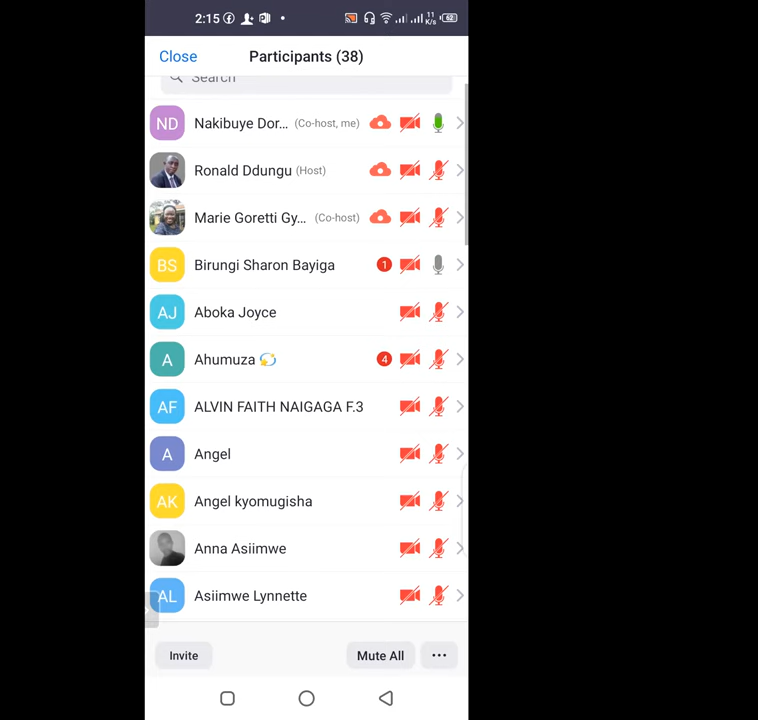 2:15 11 K/s 62
Close Participants (38)
Search
ND Nakibuye Dor... (Co-host, me)
Ronald Ddungu (Host)
Marie Goretti Gy... (Co-host)
BS Birungi Sharon Bayiga 1
AJ Aboka Joyce
A Ahumuza 💫 4
AF ALVIN FAITH NAIGAGA F.3
A Angel
AK Angel kyomugisha
Anna Asiimwe
AL Asiimwe Lynnette
Invite Mute All ...